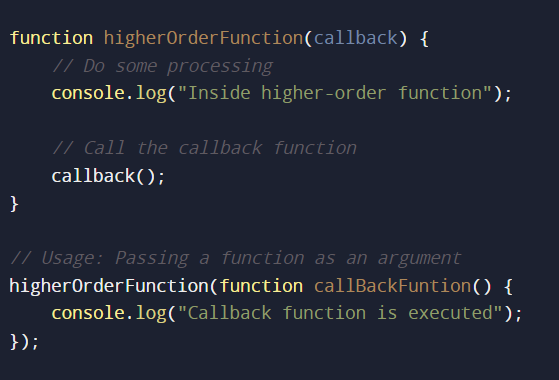 function higherOrderFunction(callback) {
    // Do some processing
    console.log("Inside higher-order function");

    // Call the callback function
    callback();
}

// Usage: Passing a function as an argument
higherOrderFunction(function callBackFuntion() {
    console.log("Callback function is executed");
});